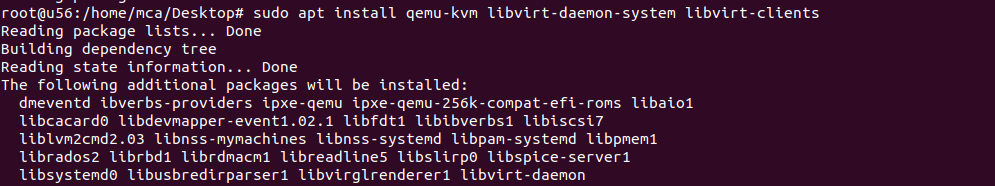 root@u56:/home/mca/Desktop# sudo apt install qemu-kvm libvirt-daemon-system libvirt-clients
Reading package lists... Done
Building dependency tree
Reading state information... Done
The following additional packages will be installed:
  dmeventd ibverbs-providers ipxe-qemu ipxe-qemu-256k-compat-efi-roms libaio1
  libcacard0 libdevmapper-event1.02.1 libfdt1 libibverbs1 libiscsi7
  liblvm2cmd2.03 libnss-mymachines libnss-systemd libpam-systemd libpmem1
  librados2 librbd1 librdmacm1 libreadline5 libslirp0 libspice-server1
  libsystemd0 libusbredirparser1 libvirglrenderer1 libvirt-daemon